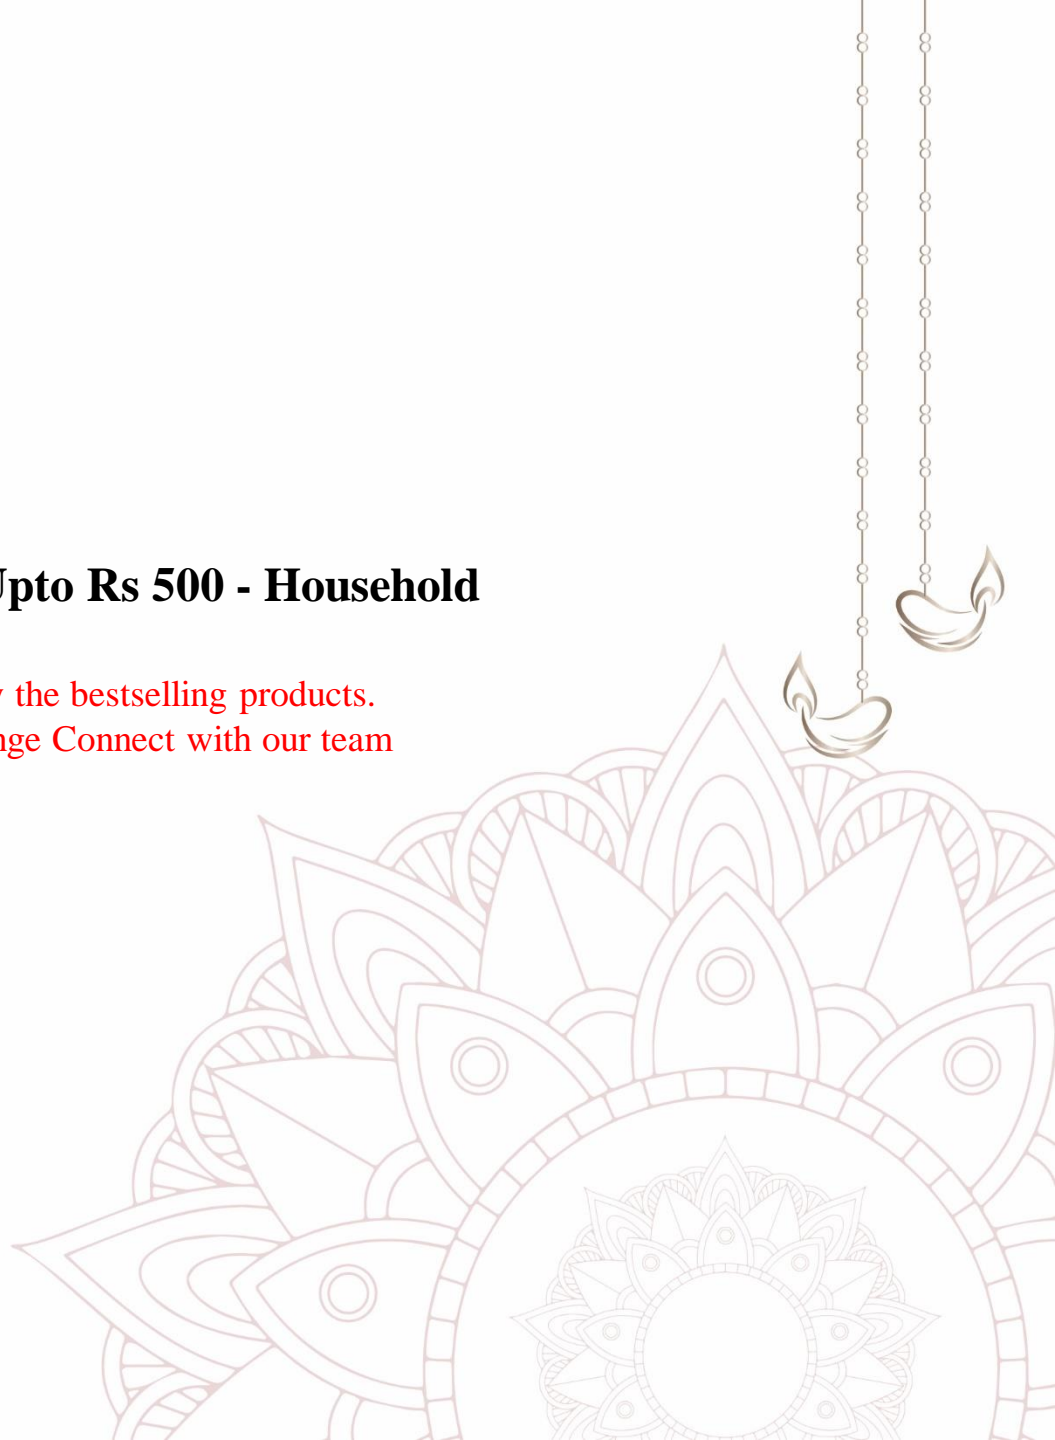 Upto Rs 500 - Household
the bestselling products.
Connect with our team